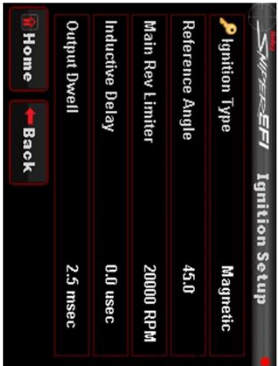 Holley
SNIPER EFI
Ignition Setup
Ignition Type Magnetic
Reference Angle 45.0
Main Rev Limiter 20000 RPM
Inductive Delay 0.0 usec
Output Dwell 2.5 msec
Home Back